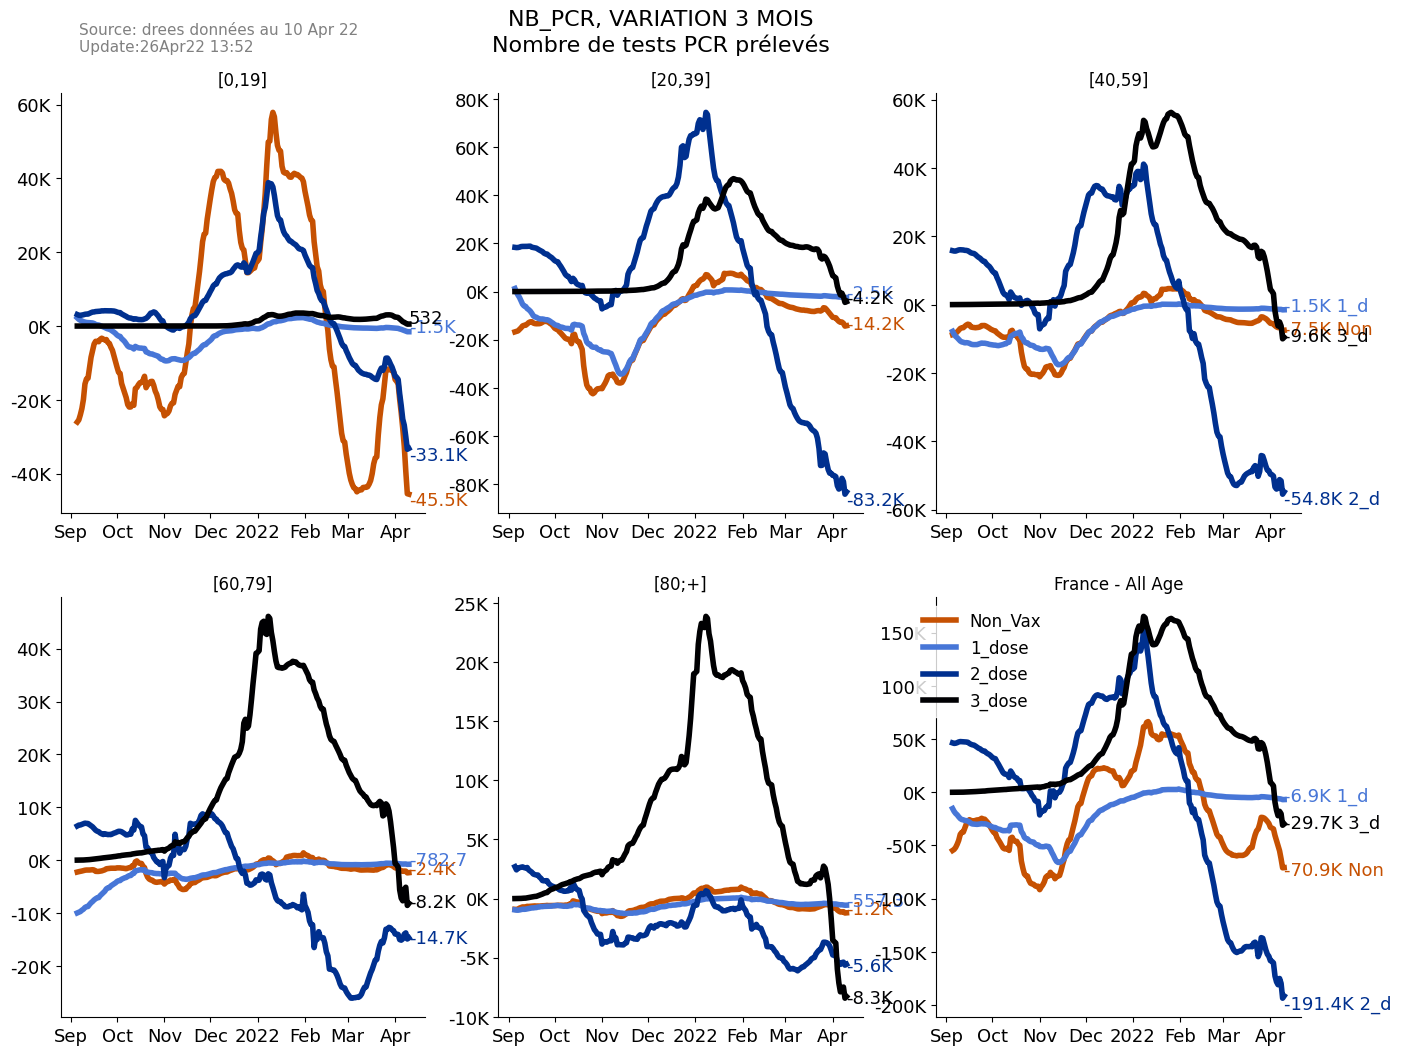 NB_PCR, VARIATION 3 MOIS
Source: drees données au 10 Apr 22
Nombre de tests PCR prélevés
Update:26Apr22 13:52
[0,19]
60K
40K
20K
0K
-20K
-40K
532
-1.5K
-33.1K
-45.5K
Sep Oct Nov Dec 2022 Feb Mar Apr
[20,39]
80K
60K
40K
20K
0K
-20K
-40K
-60K
-80K
-2.5K
-4.2K
-14.2K
-83.2K
Sep Oct Nov Dec 2022 Feb Mar Apr
[40,59]
60K
40K
20K
0K
-20K
-40K
-60K
-1.5K 1_d
-7.5K Non
-9.6K 3_d
-54.8K 2_d
Sep Oct Nov Dec 2022 Feb Mar Apr
[60,79]
40K
30K
20K
10K
0K
-10K
-20K
-782.7
-2.4K
-8.2K
-14.7K
Sep Oct Nov Dec 2022 Feb Mar Apr
[80;+]
25K
20K
15K
10K
5K
0K
-5K
-10K
-1.2K
-5.6K
-8.3K
Sep Oct Nov Dec 2022 Feb Mar Apr
France - All Age
Non_Vax
1_dose
2_dose
3_dose
150K
100K
50K
0K
-50K
-100K
-150K
-200K
-6.9K 1_d
-29.7K 3_d
-70.9K Non
-191.4K 2_d
Sep Oct Nov Dec 2022 Feb Mar Apr